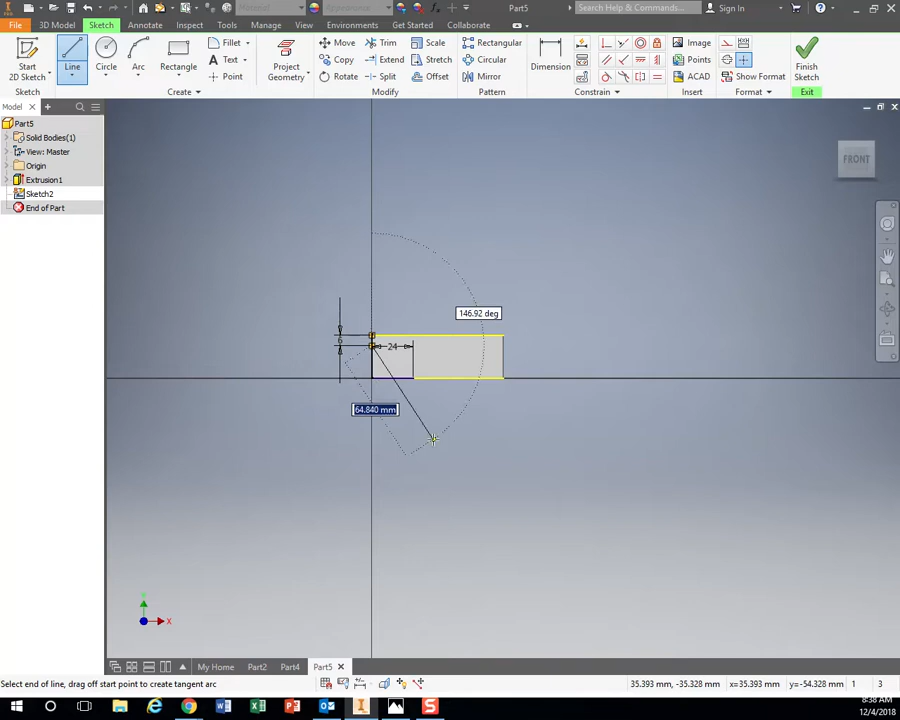 Material
Appearance
Part5
Search Help & Commands...
Sign In
File
3D Model
Sketch
Annotate
Inspect
Tools
Manage
View
Environments
Get Started
Collaborate
Start
2D Sketch
Line
Circle
Arc
Rectangle
Fillet
Text
Point
Project
Geometry
Move
Copy
Rotate
Trim
Extend
Split
Scale
Stretch
Offset
Rectangular
Circular
Mirror
Dimension
Image
Points
ACAD
Show Format
Finish
Sketch
Sketch
Create
Modify
Pattern
Constrain
Insert
Format
Exit
Model
Part5
Solid Bodies(1)
View: Master
Origin
Extrusion1
Sketch2
End of Part
FRONT
146.92 deg
24
64.840 mm
X
My Home
Part2
Part4
Part5
Select end of line, drag off start point to create tangent arc
35.393 mm, -35.328 mm
x=35.393 mm
y=-54.328 mm
1
3
8:38 AM
12/4/2018